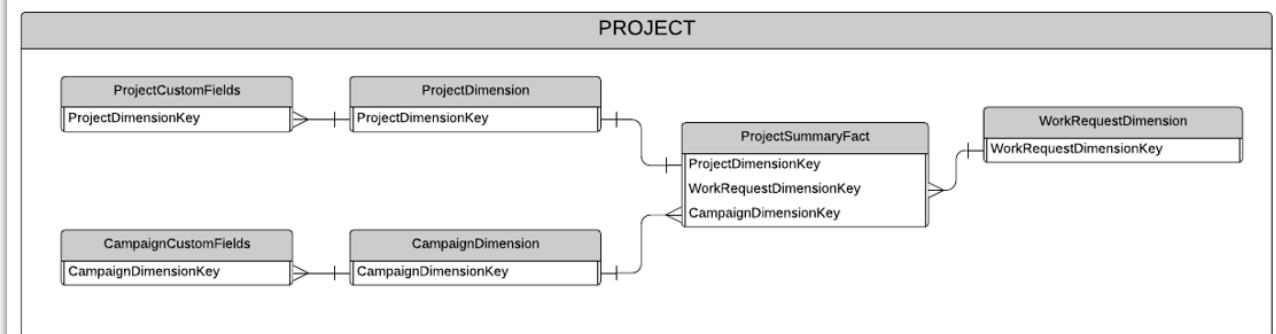 PROJECT
ProjectCustomFields
ProjectDimensionKey
ProjectDimension
ProjectDimensionKey
ProjectSummaryFact
ProjectDimensionKey
WorkRequestDimensionKey
CampaignDimensionKey
WorkRequestDimension
WorkRequestDimensionKey
CampaignCustomFields
CampaignDimensionKey
CampaignDimension
CampaignDimensionKey